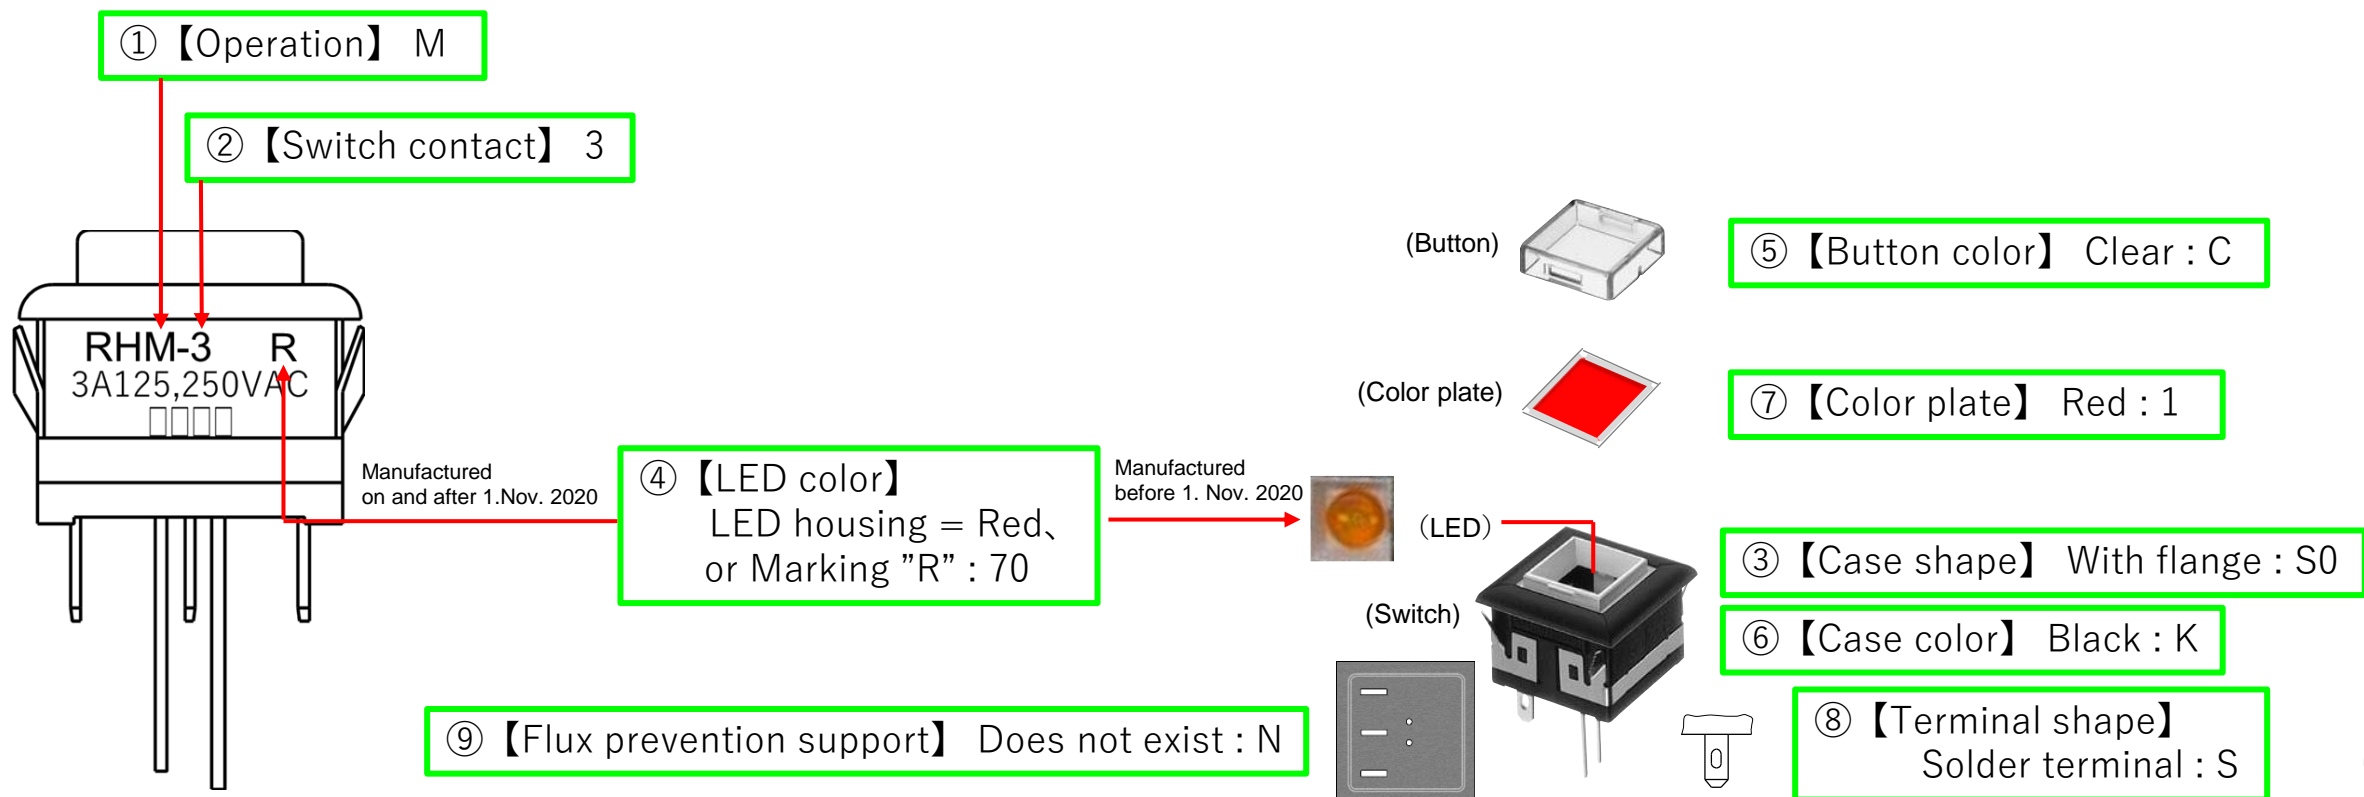 ①【Operation】 M
②【Switch contact】 3
RHM-3 R
3A125,250VAC
Manufactured
on and after 1.Nov. 2020
④【LED color】
LED housing = Red、
or Marking ”R” : 70
Manufactured
before 1. Nov. 2020
(Button)
⑤【Button color】 Clear : C
(Color plate)
⑦【Color plate】 Red : 1
（LED）
③【Case shape】 With flange : S0
(Switch)
⑥【Case color】 Black : K
⑨【Flux prevention support】 Does not exist : N
⑧【Terminal shape】
Solder terminal : S